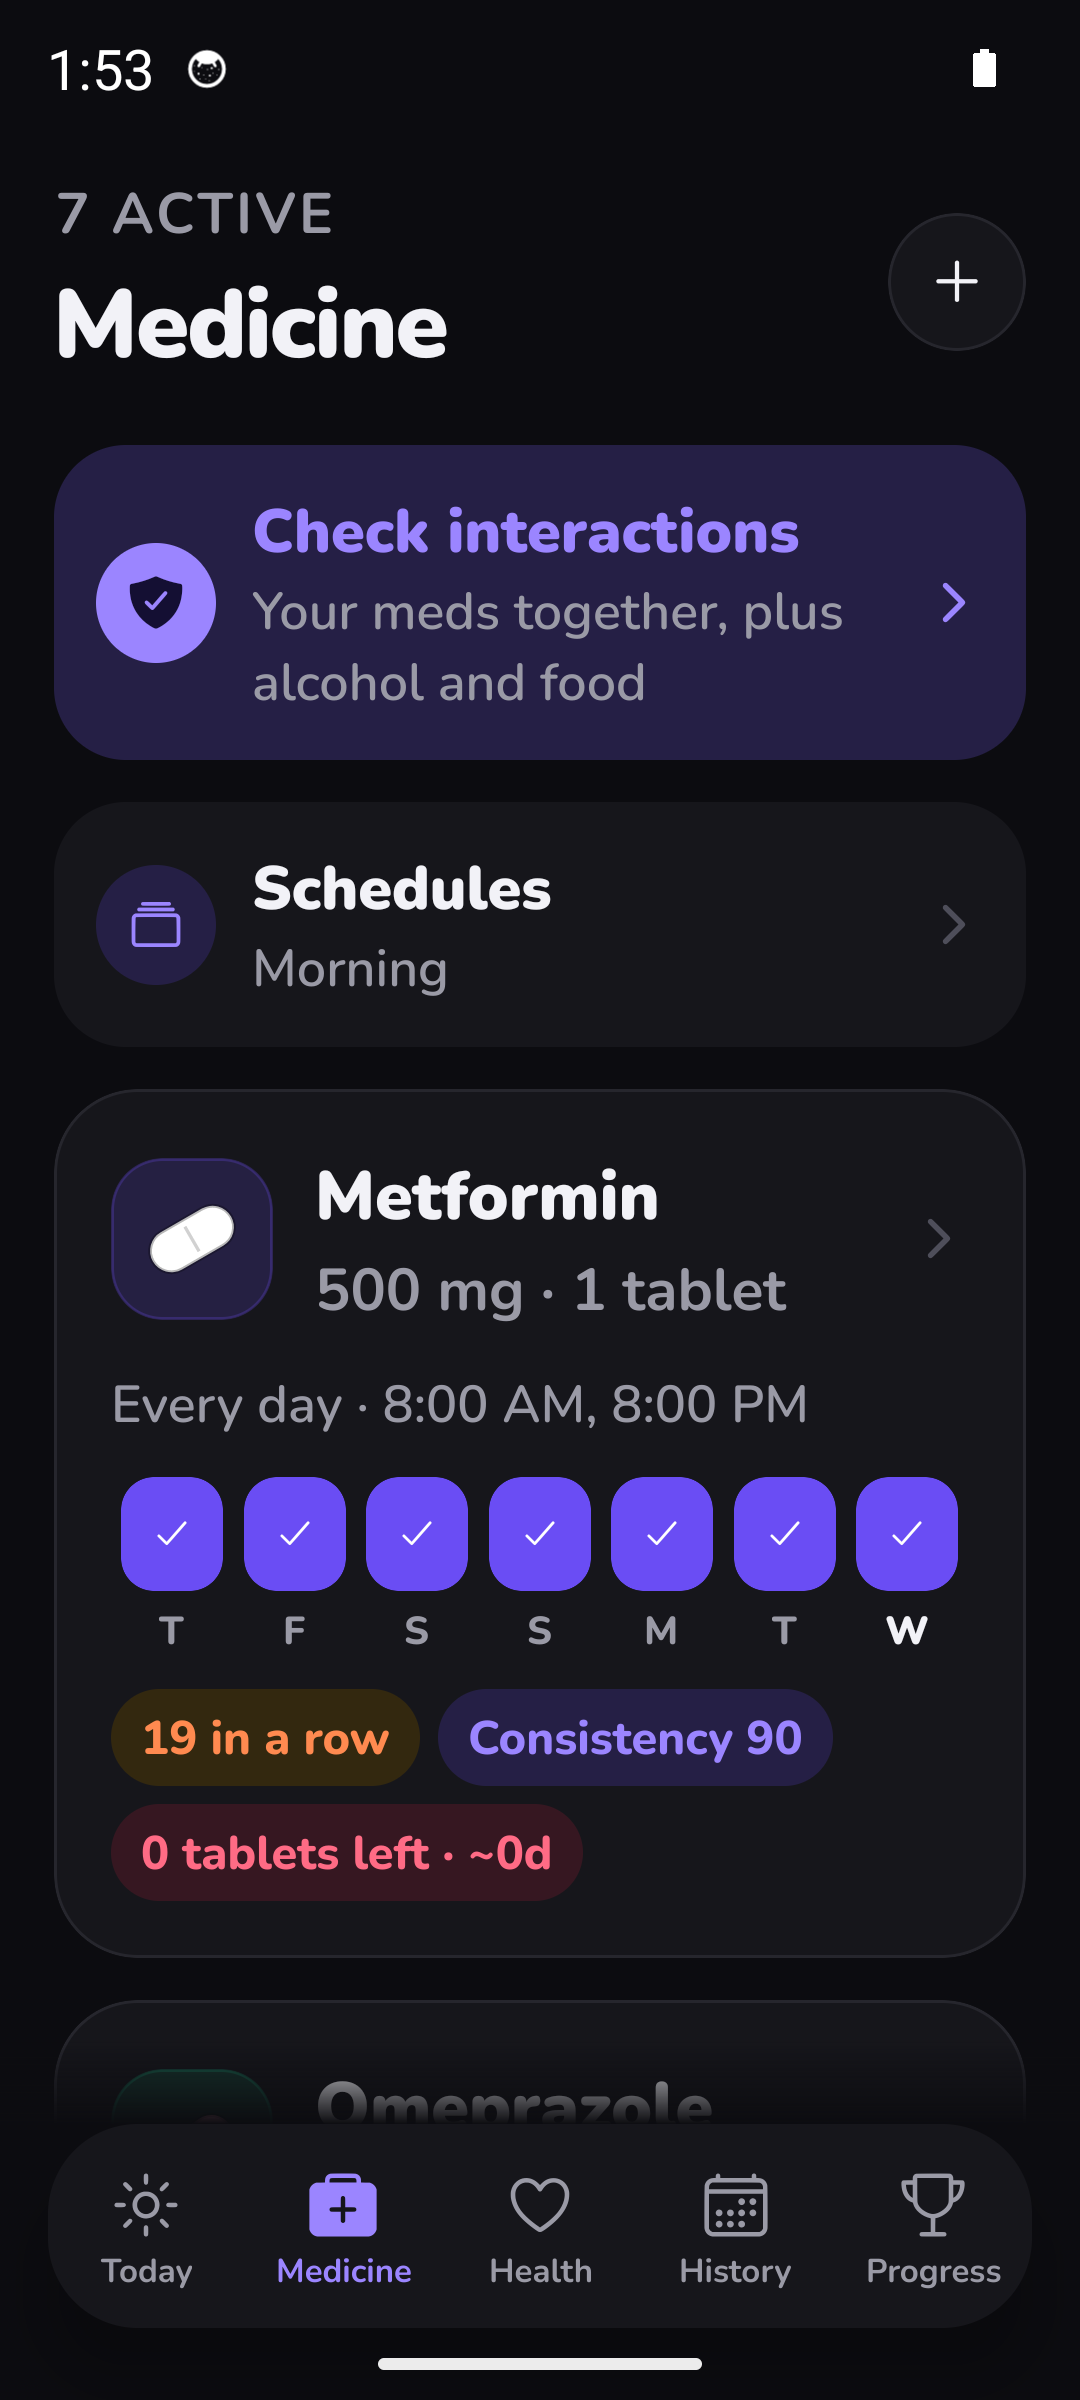 1:53
7 ACTIVE
Medicine
Check interactions
Your meds together, plus
alcohol and food
Schedules
Morning
Metformin
500 mg · 1 tablet
Every day · 8:00 AM, 8:00 PM
T F S S M T W
19 in a row
Consistency 90
0 tablets left · ~0d
Omeprazole
Today
Medicine
Health
History
Progress